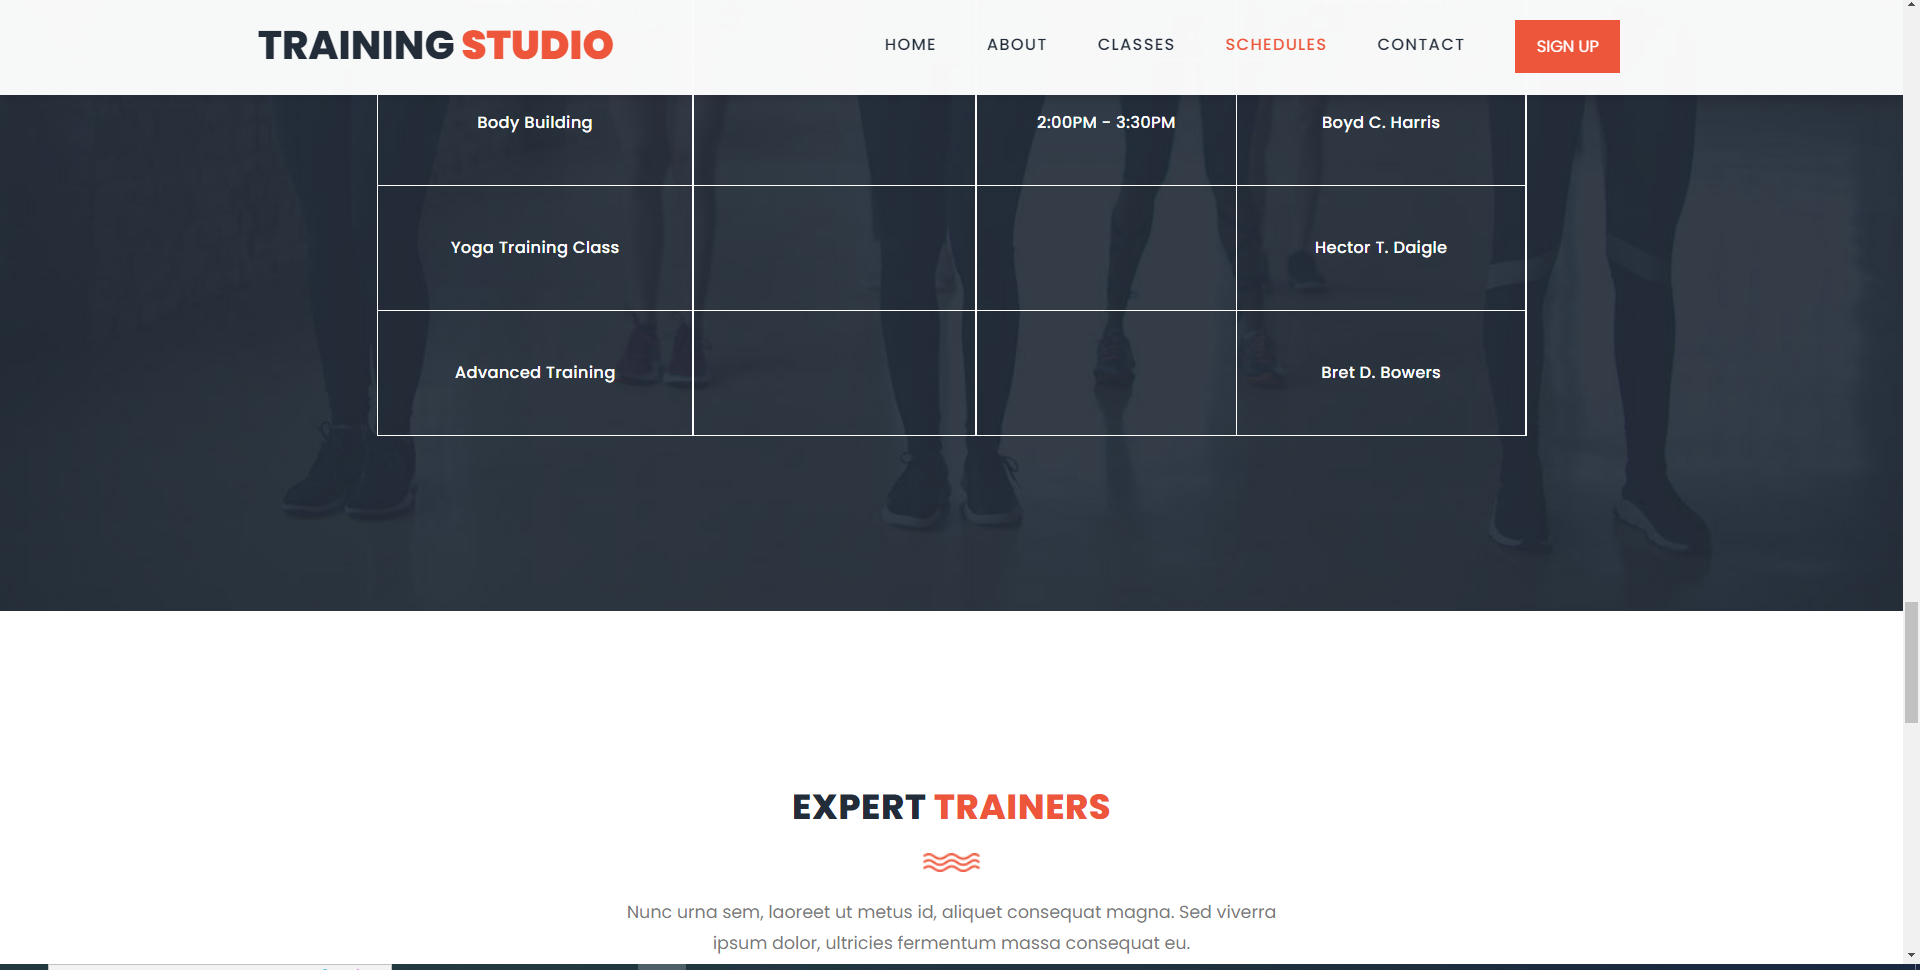 TRAINING STUDIO
HOME ABOUT CLASSES SCHEDULES CONTACT SIGN UP
Body Building 2:00PM - 3:30PM Boyd C. Harris
Yoga Training Class Hector T. Daigle
Advanced Training Bret D. Bowers
EXPERT TRAINERS
Nunc urna sem, laoreet ut metus id, aliquet consequat magna. Sed viverra
ipsum dolor, ultricies fermentum massa consequat eu.